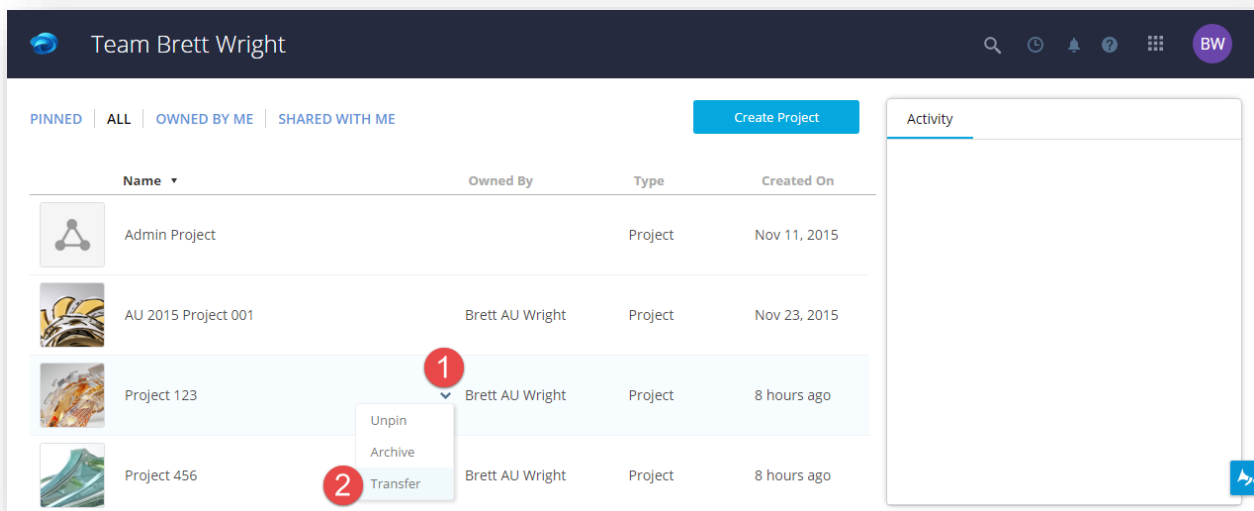 Team Brett Wright
BW
PINNED ALL OWNED BY ME SHARED WITH ME
Create Project
Activity
Name Owned By Type Created On
Admin Project Project Nov 11, 2015
AU 2015 Project 001 Brett AU Wright Project Nov 23, 2015
1
Project 123 Brett AU Wright Project 8 hours ago
Unpin
Archive
Project 456 Brett AU Wright Project 8 hours ago
2 Transfer